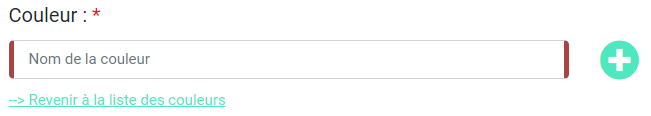 Couleur : *
Nom de la couleur
--> Revenir à la liste des couleurs